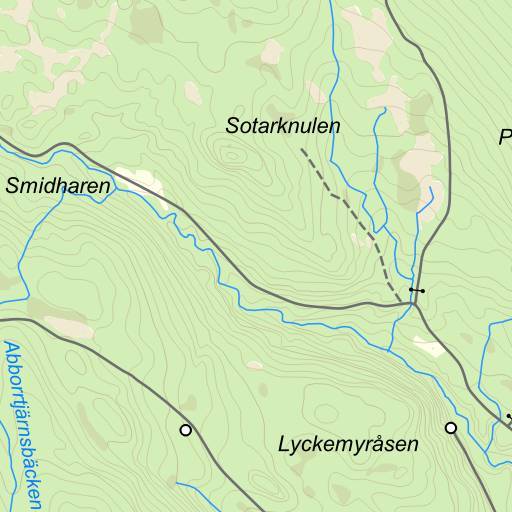 Sotarknulen
P
Smidharen
Abborrtjärnsbäcken
Lyckemyråsen